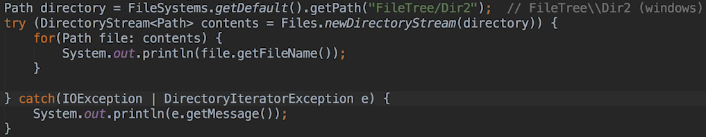 Path directory = FileSystems.getDefault().getPath("FileTree/Dir2");  // FileTree\\Dir2 (windows)
try (DirectoryStream<Path> contents = Files.newDirectoryStream(directory)) {
    for(Path file: contents) {
        System.out.println(file.getFileName());
    }

} catch(IOException | DirectoryIteratorException e) {
    System.out.println(e.getMessage());
}